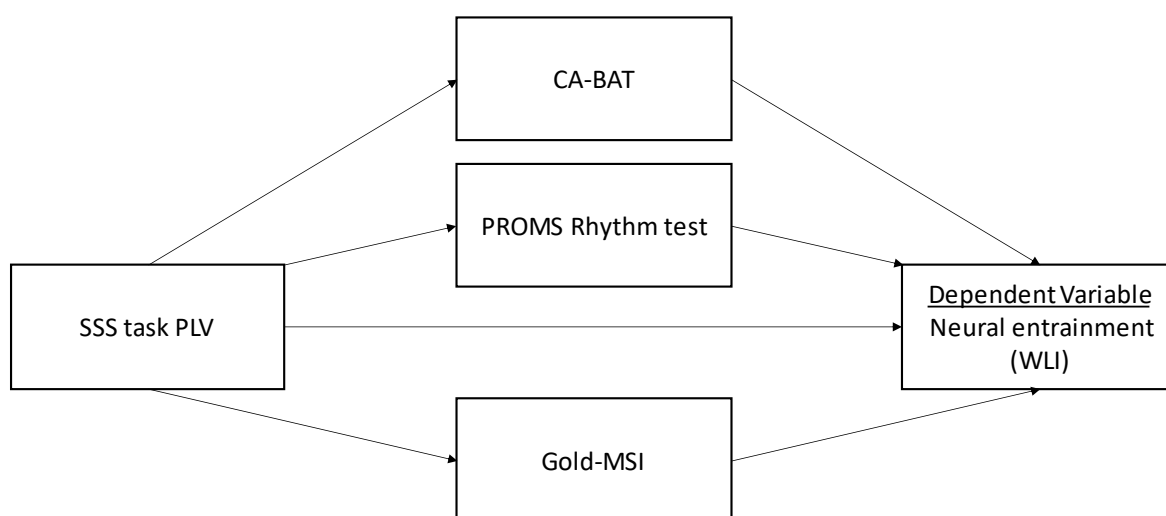 CA-BAT
PROMS Rhythm test
SSS task PLV
Dependent Variable
Neural entrainment
(WLI)
Gold-MSI